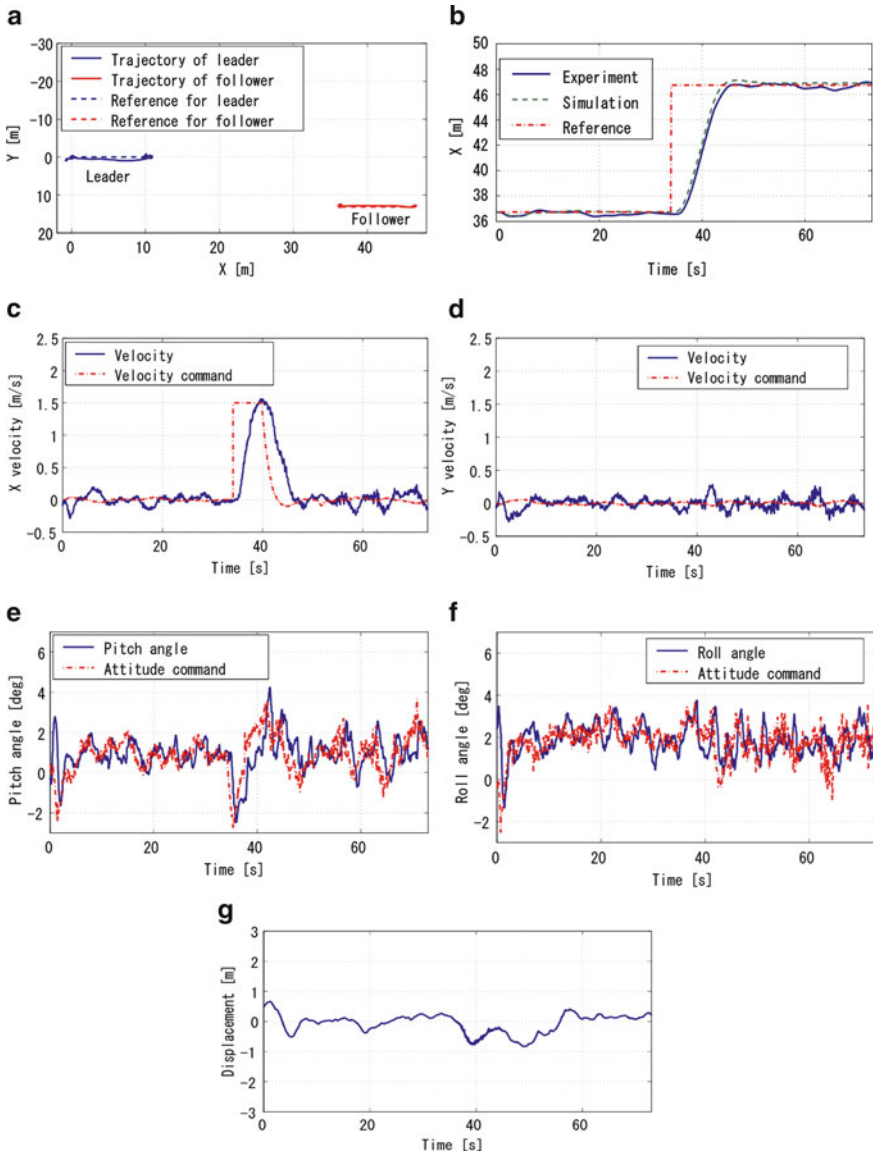 a
-30
-20
-10
0
10
20
Y [m]
Trajectory of leader
Trajectory of follower
Reference for leader
Reference for follower
Leader
Follower
0
10
20
30
40
X [m]
b
50
48
46
44
42
40
38
36
X [m]
Experiment
Simulation
Reference
0
20
40
60
Time [s]
c
2.5
2
1.5
1
0.5
0
-0.5
X velocity [m/s]
Velocity
Velocity command
0
20
40
60
Time [s]
d
2.5
2
1.5
1
0.5
0
-0.5
Y velocity [m/s]
Velocity
Velocity command
0
20
40
60
Time [s]
e
6
4
2
0
-2
Pitch angle [deg]
Pitch angle
Attitude command
0
20
40
60
Time [s]
f
6
4
2
0
-2
Roll angle [deg]
Roll angle
Attitude command
0
20
40
60
Time [s]
g
3
2
1
0
-1
-2
-3
Displacement [m]
0
20
40
60
Time [s]